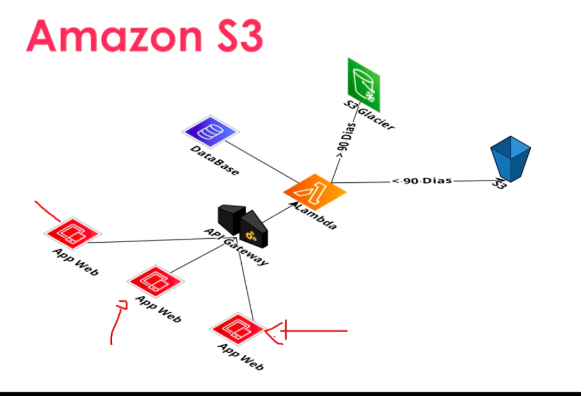 Amazon S3
S3 Glacier
>90 Dias
DataBase
<-90-Dias
S3
Lambda
API Gateway
App Web
App Web
App Web